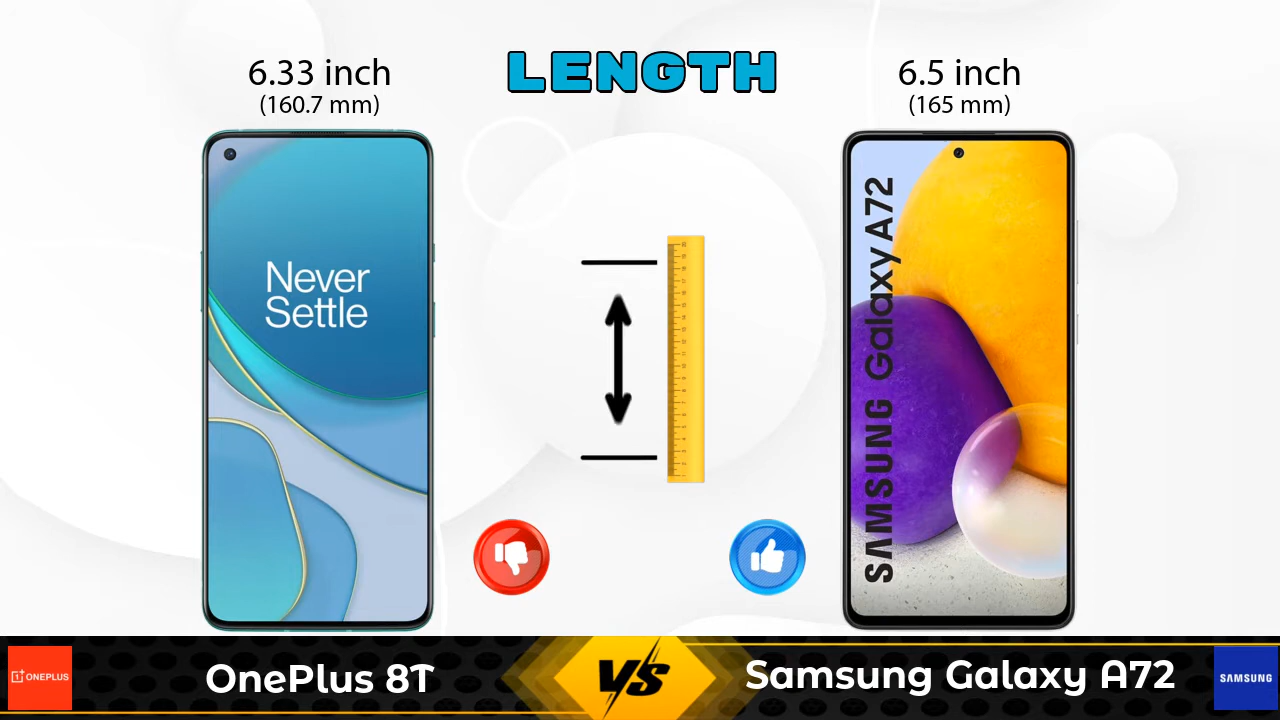 LENGTH
6.33 inch
(160.7 mm)
6.5 inch
(165 mm)
Never
Settle
SAMSUNG Galaxy A72
ONEPLUS
OnePlus 8T
VS
Samsung Galaxy A72
SAMSUNG